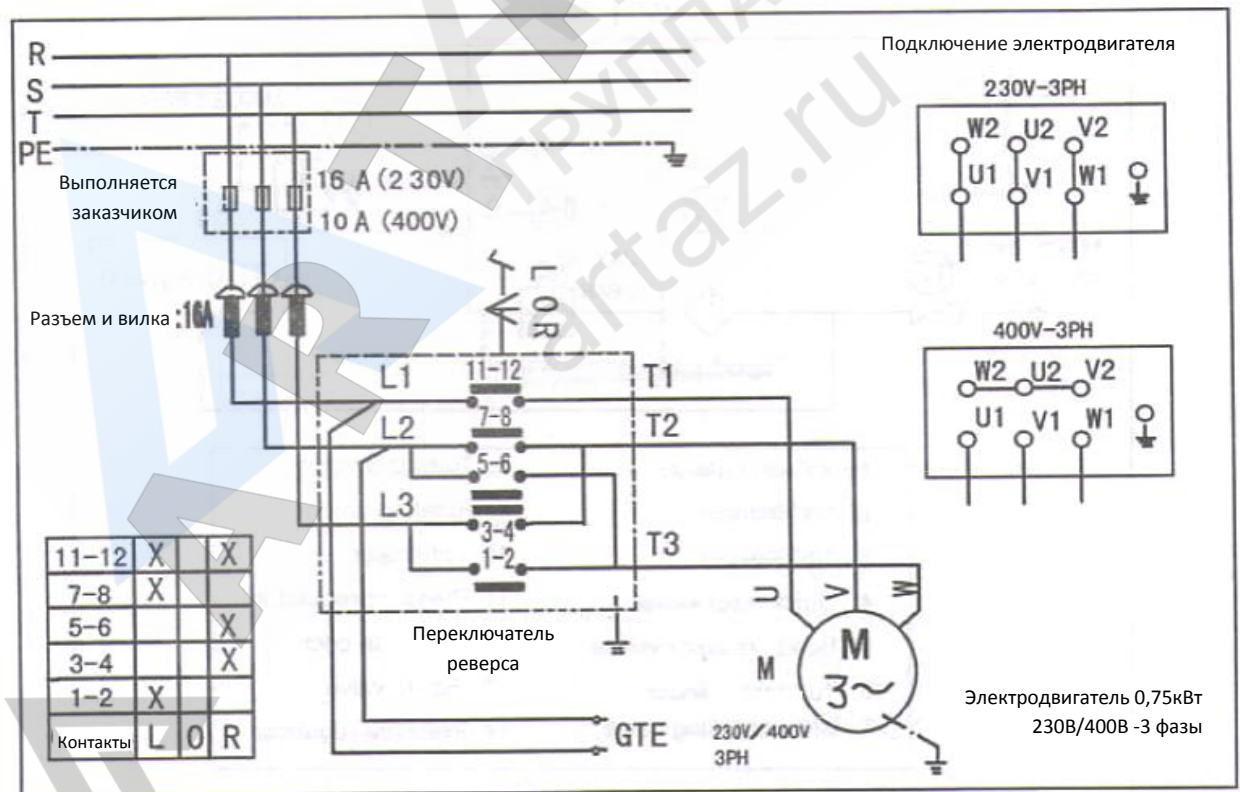 R
S
T
PE
Выполняется
заказчиком
16 A (230V)
10 A (400V)
Разъем и вилка :16A
L O R
L1
L2
L3
11-12
7-8
5-6
3-4
1-2
T1
T2
T3
Переключатель
реверса
GTE
U
V
W
M
M
3~
230V/400V
3PH
Подключение электродвигателя
230V-3PH
W2 U2 V2
U1 V1 W1
400V-3PH
W2 U2 V2
U1 V1 W1
Электродвигатель 0,75кВт
230В/400В -3 фазы
11-12 X X
7-8 X
5-6 X
3-4 X
1-2 X
Контакты L O R
ГРУППА
artaz.ru